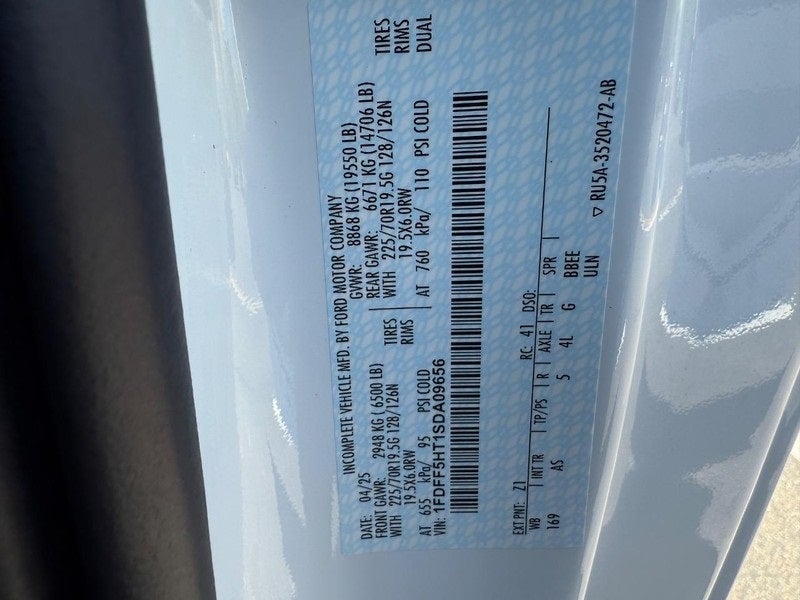 INCOMPLETE VEHICLE MFD. BY FORD MOTOR COMPANY
DATE: 04/25 GVWR: 8868 KG (19550 LB)
FRONT GAWR: 2948 KG ( 6500 LB) REAR GAWR: 6671 KG (14706 LB)
WITH 225/70R19.5G 128/126N TIRES WITH 225/70R19.5G 128/126N TIRES
19.5X6.0RW RIMS 19.5X6.0RW RIMS
AT 655 kPa/ 95 PSI COLD AT 760 kPa/ 110 PSI COLD DUAL
VIN: 1FDFF5HT1SDA09656
EXT PNT: Z1 RC: 41 DSO:
WB INT TR TP/PS R AXLE TR SPR
169 AS 5 4L G BBEE
ULN
▽ RU5A-3520472-AB